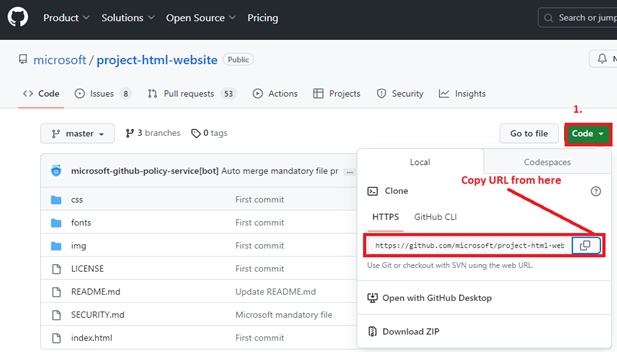 Product Solutions Open Source Pricing Search or jump
microsoft / project-html-website Public
Code Issues 8 Pull requests 53 Actions Projects Security Insights
1.
master 3 branches 0 tags Go to file Code
Local Codespaces
microsoft-github-policy-service[bot] Auto merge mandatory file pr ...
Copy URL from here
Clone
css First commit
HTTPS GitHub CLI
fonts First commit
img First commit
https://github.com/microsoft/project-html-web
LICENSE First commit
Use Git or checkout with SVN using the web URL.
README.md Update README.md
Open with GitHub Desktop
SECURITY.md Microsoft mandatory file
Download ZIP
index.html First commit